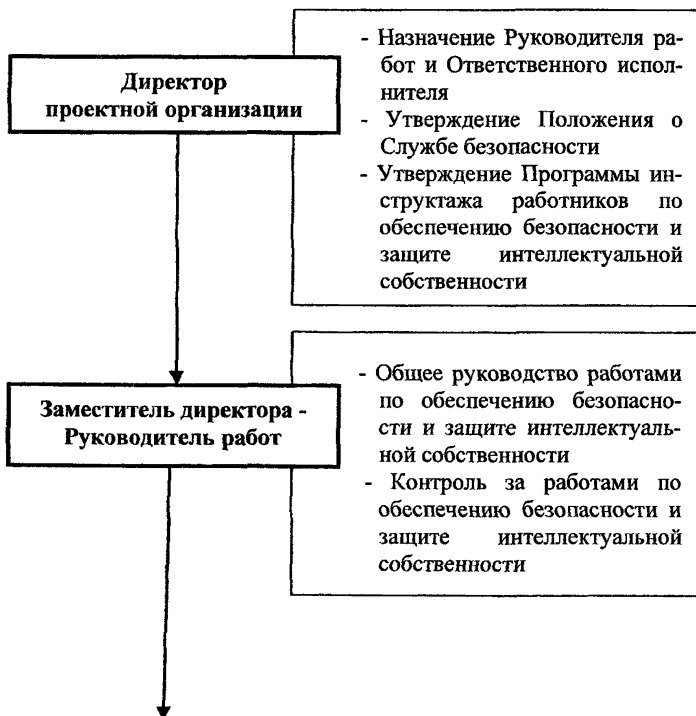 Директор
проектной организации
- Назначение Руководителя ра-
бот и Ответственного испол-
нителя
- Утверждение Положения о
Службе безопасности
- Утверждение Программы ин-
структажа работников по
обеспечению безопасности и
защите интеллектуальной
собственности
Заместитель директора -
Руководитель работ
- Общее руководство работами
по обеспечению безопасно-
сти и защите интеллектуаль-
ной собственности
- Контроль за работами по
обеспечению безопасности и
защите интеллектуальной
собственности